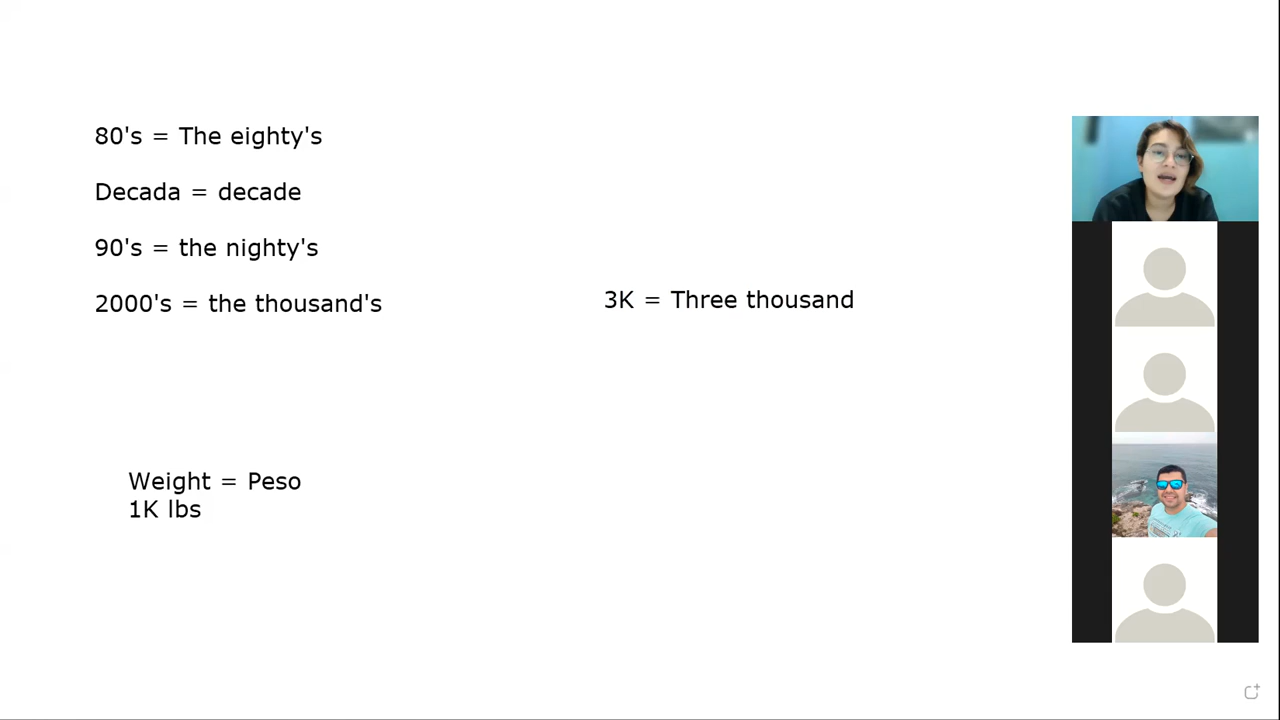 80's = The eighty's
Decada = decade
90's = the nighty's
2000's = the thousand's
3K = Three thousand
Weight = Peso
1K lbs